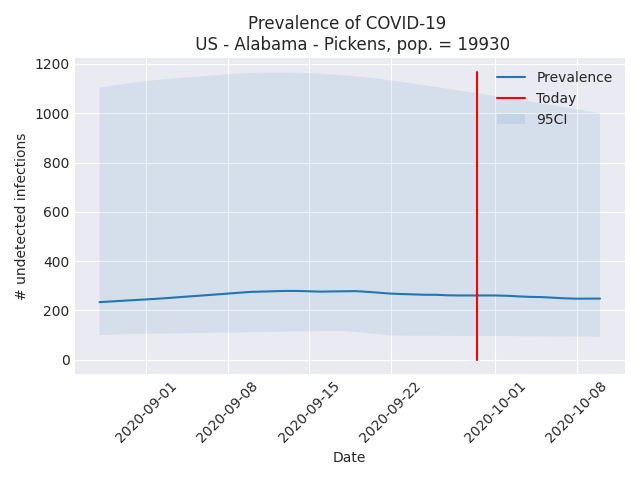 Prevalence of COVID-19
US - Alabama - Pickens, pop. = 19930
1200
1000
800
600
400
200
0
# undetected infections
Prevalence
Today
95CI
2020-09-01
2020-09-08
2020-09-15
2020-09-22
2020-10-01
2020-10-08
Date